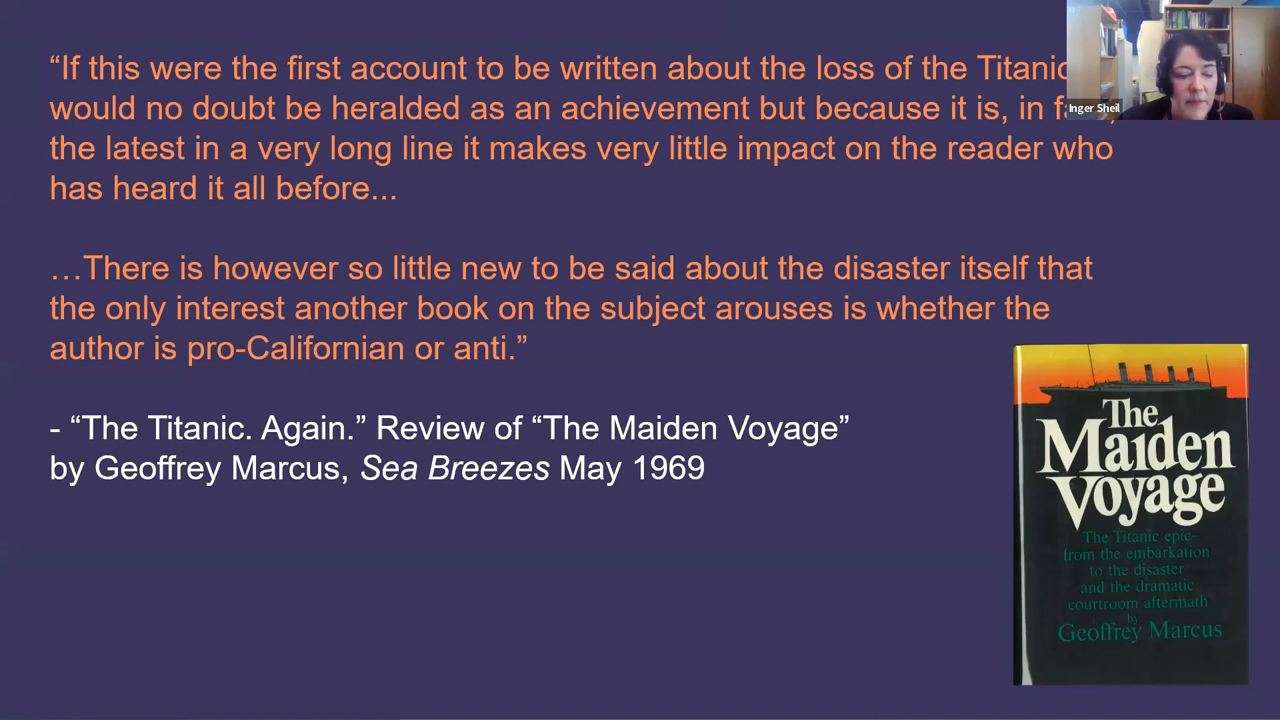 “If this were the first account to be written about the loss of the Titanic
would no doubt be heralded as an achievement but because it is, in
the latest in a very long line it makes very little impact on the reader who
has heard it all before...
…There is however so little new to be said about the disaster itself that
the only interest another book on the subject arouses is whether the
author is pro-Californian or anti.”
- “The Titanic. Again.” Review of “The Maiden Voyage”
by Geoffrey Marcus, Sea Breezes May 1969
Inger Sheil
The
Maiden
Voyage
The Titanic epic-
from the embarkation
to the disaster
and the dramatic
courtroom aftermath
by
Geoffrey Marcus